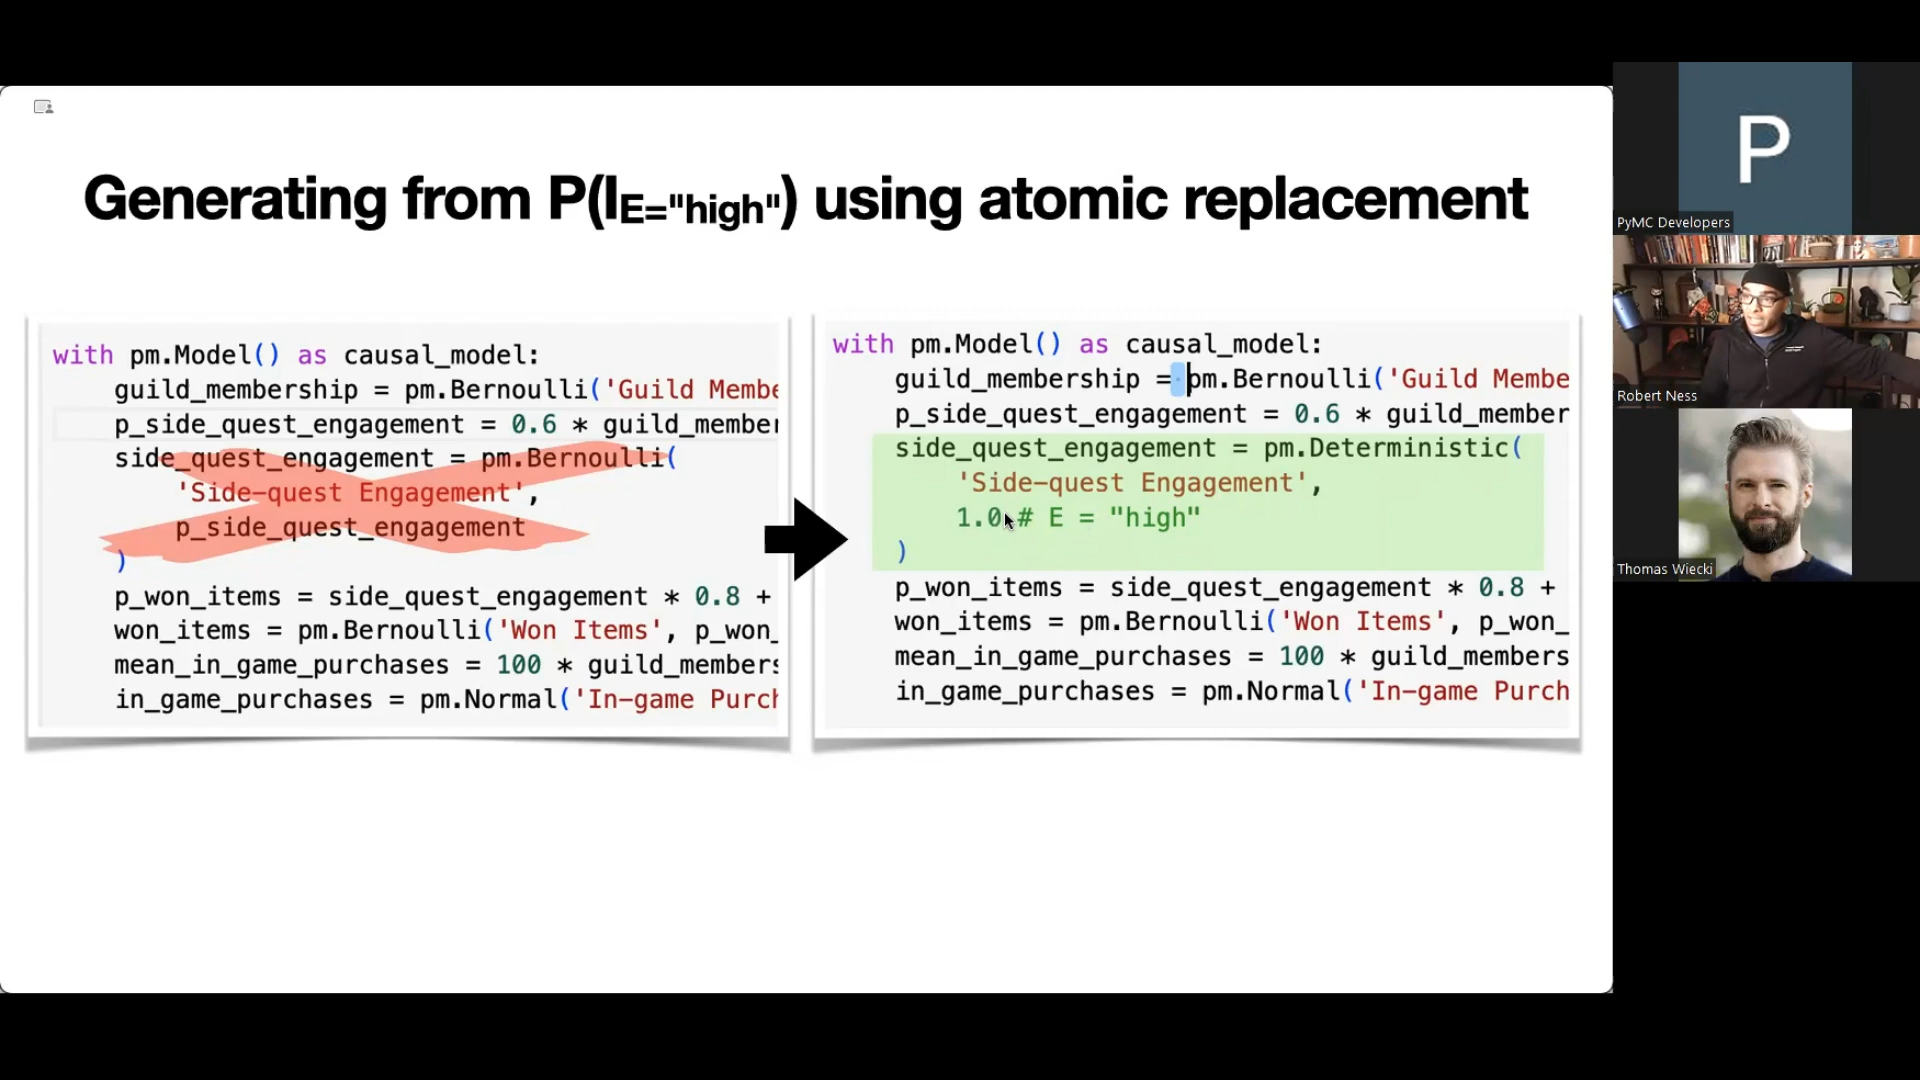 Generating from P(I_E="high") using atomic replacement
with pm.Model() as causal_model:
guild_membership = pm.Bernoulli('Guild Membe
p_side_quest_engagement = 0.6 * guild_member
side_quest_engagement = pm.Bernoulli(
'Side-quest Engagement',
p_side_quest_engagement
)
p_won_items = side_quest_engagement * 0.8 +
won_items = pm.Bernoulli('Won Items', p_won_
mean_in_game_purchases = 100 * guild_members
in_game_purchases = pm.Normal('In-game Purch
with pm.Model() as causal_model:
guild_membership = pm.Bernoulli('Guild Membe
p_side_quest_engagement = 0.6 * guild_member
side_quest_engagement = pm.Deterministic(
'Side-quest Engagement',
1.0 # E = "high"
)
p_won_items = side_quest_engagement * 0.8 +
won_items = pm.Bernoulli('Won Items', p_won_
mean_in_game_purchases = 100 * guild_members
in_game_purchases = pm.Normal('In-game Purch
P
PyMC Developers
Robert Ness
Thomas Wiecki